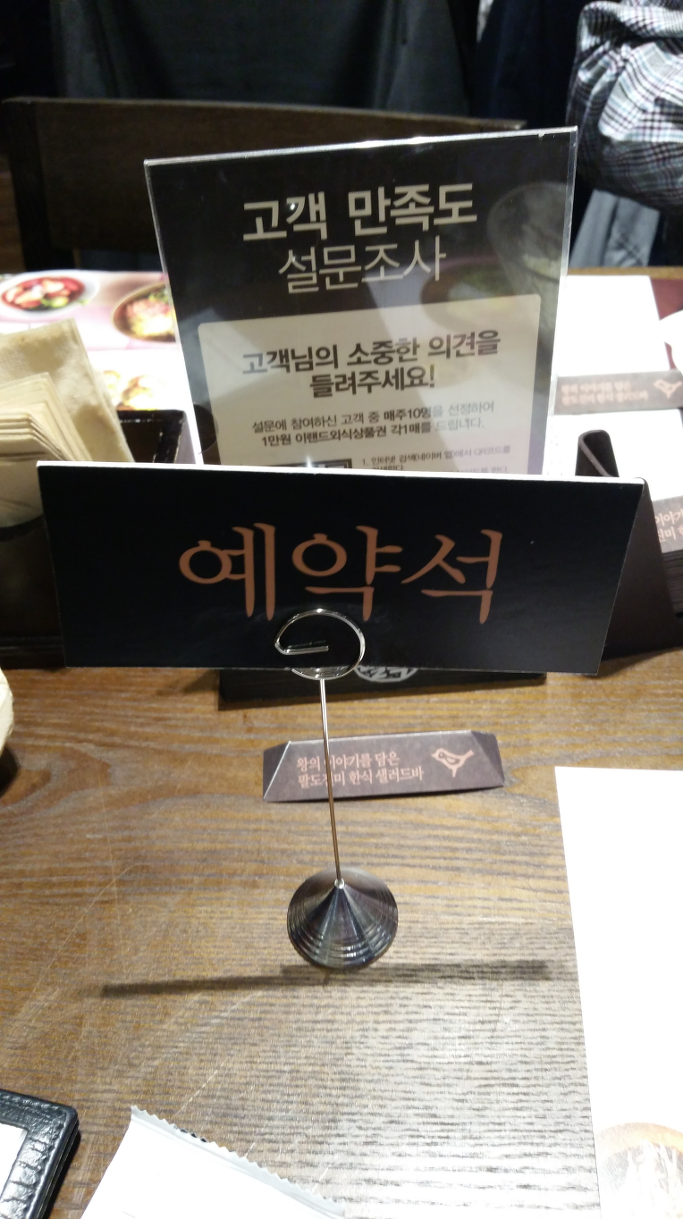 고객 만족도
설문조사
고객님의 소중한 의견을
들려주세요!
설문에 참여하신 고객 중 매주10명을 선정하여
1만원 이랜드외식상품권 각1매를 드립니다.
예약석
왕의 이야기를 담은
팔도진미 한식 샐러드바